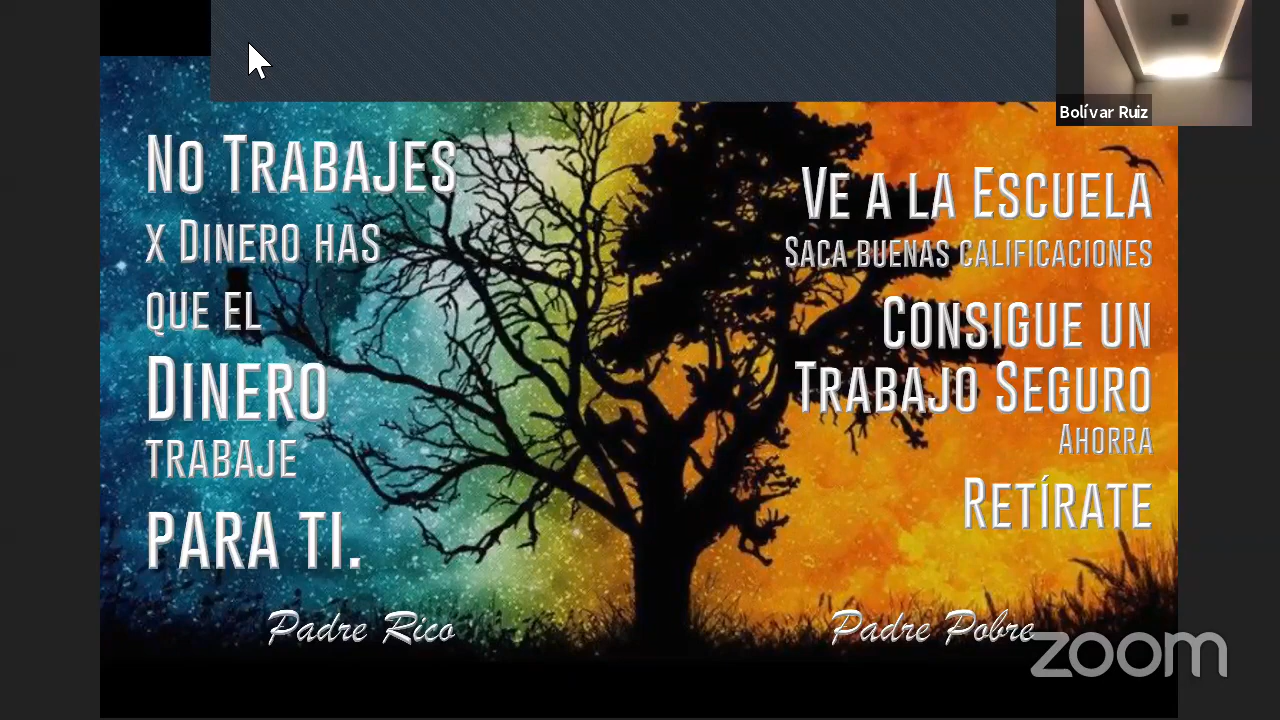 Bolívar Ruiz
No Trabajes
x Dinero has
que el
Dinero
trabaje
para ti.
Padre Rico
Ve a la Escuela
Saca buenas calificaciones
Consigue un
Trabajo Seguro
Ahorra
Retírate
Padre Pobre
zoom